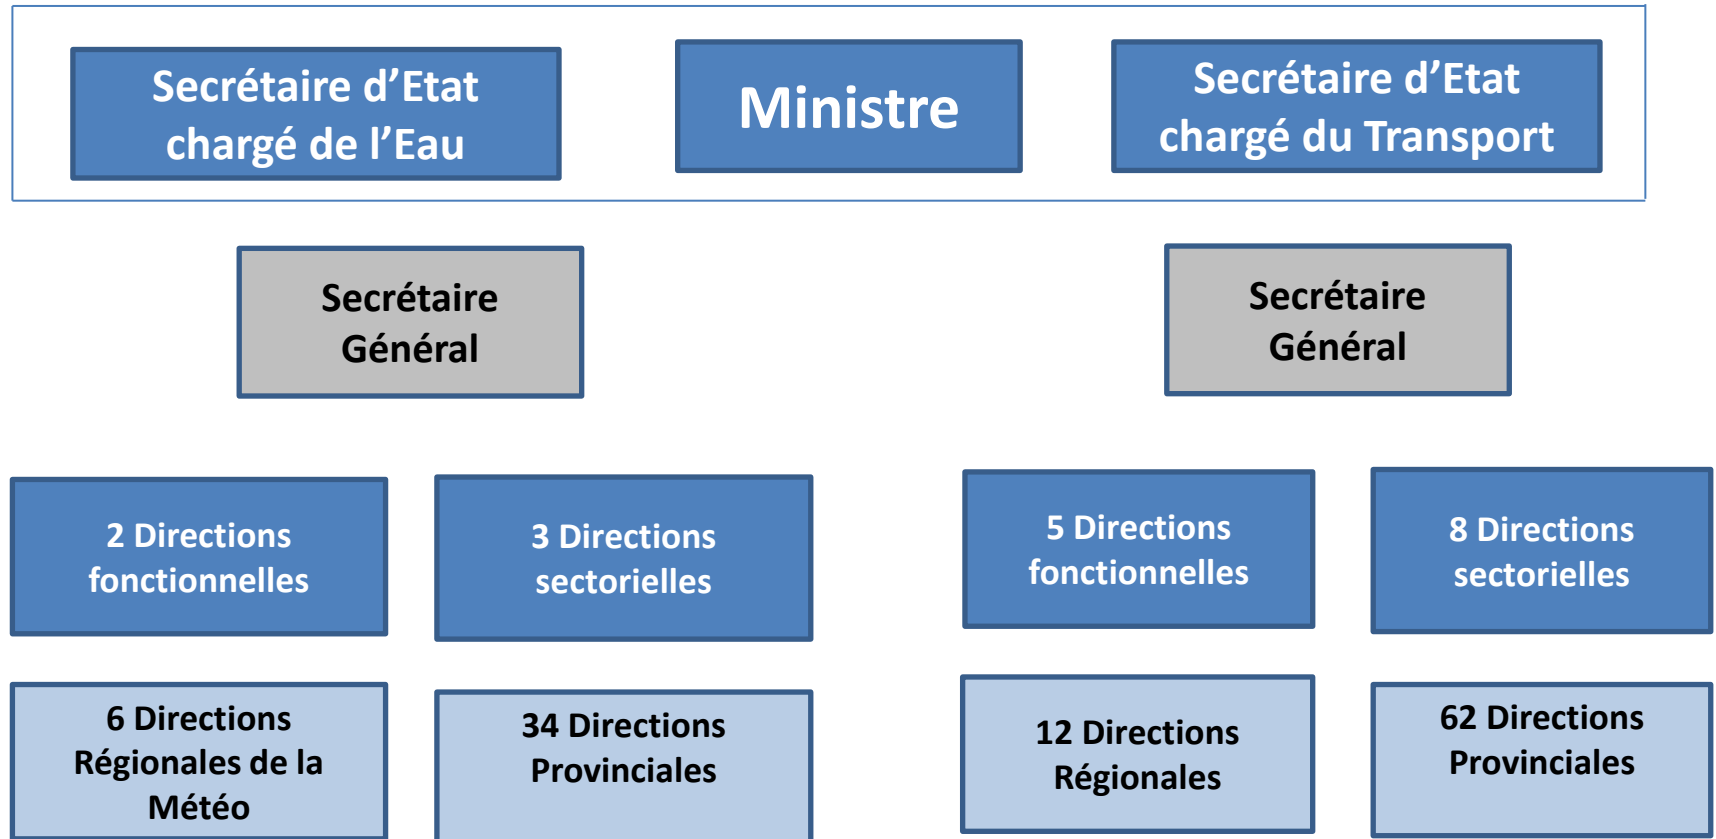 Secrétaire d’Etat
chargé de l’Eau
Ministre
Secrétaire d’Etat
chargé du Transport
Secrétaire
Général
Secrétaire
Général
2 Directions
fonctionnelles
3 Directions
sectorielles
5 Directions
fonctionnelles
8 Directions
sectorielles
6 Directions
Régionales de la
Météo
34 Directions
Provinciales
12 Directions
Régionales
62 Directions
Provinciales